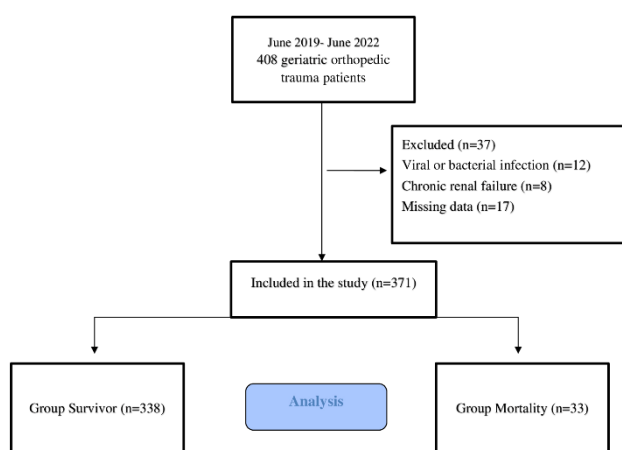 June 2019- June 2022
408 geriatric orthopedic
trauma patients
Excluded (n=37)
Viral or bacterial infection (n=12)
Chronic renal failure (n=8)
Missing data (n=17)
Included in the study (n=371)
Group Survivor (n=338)
Analysis
Group Mortality (n=33)